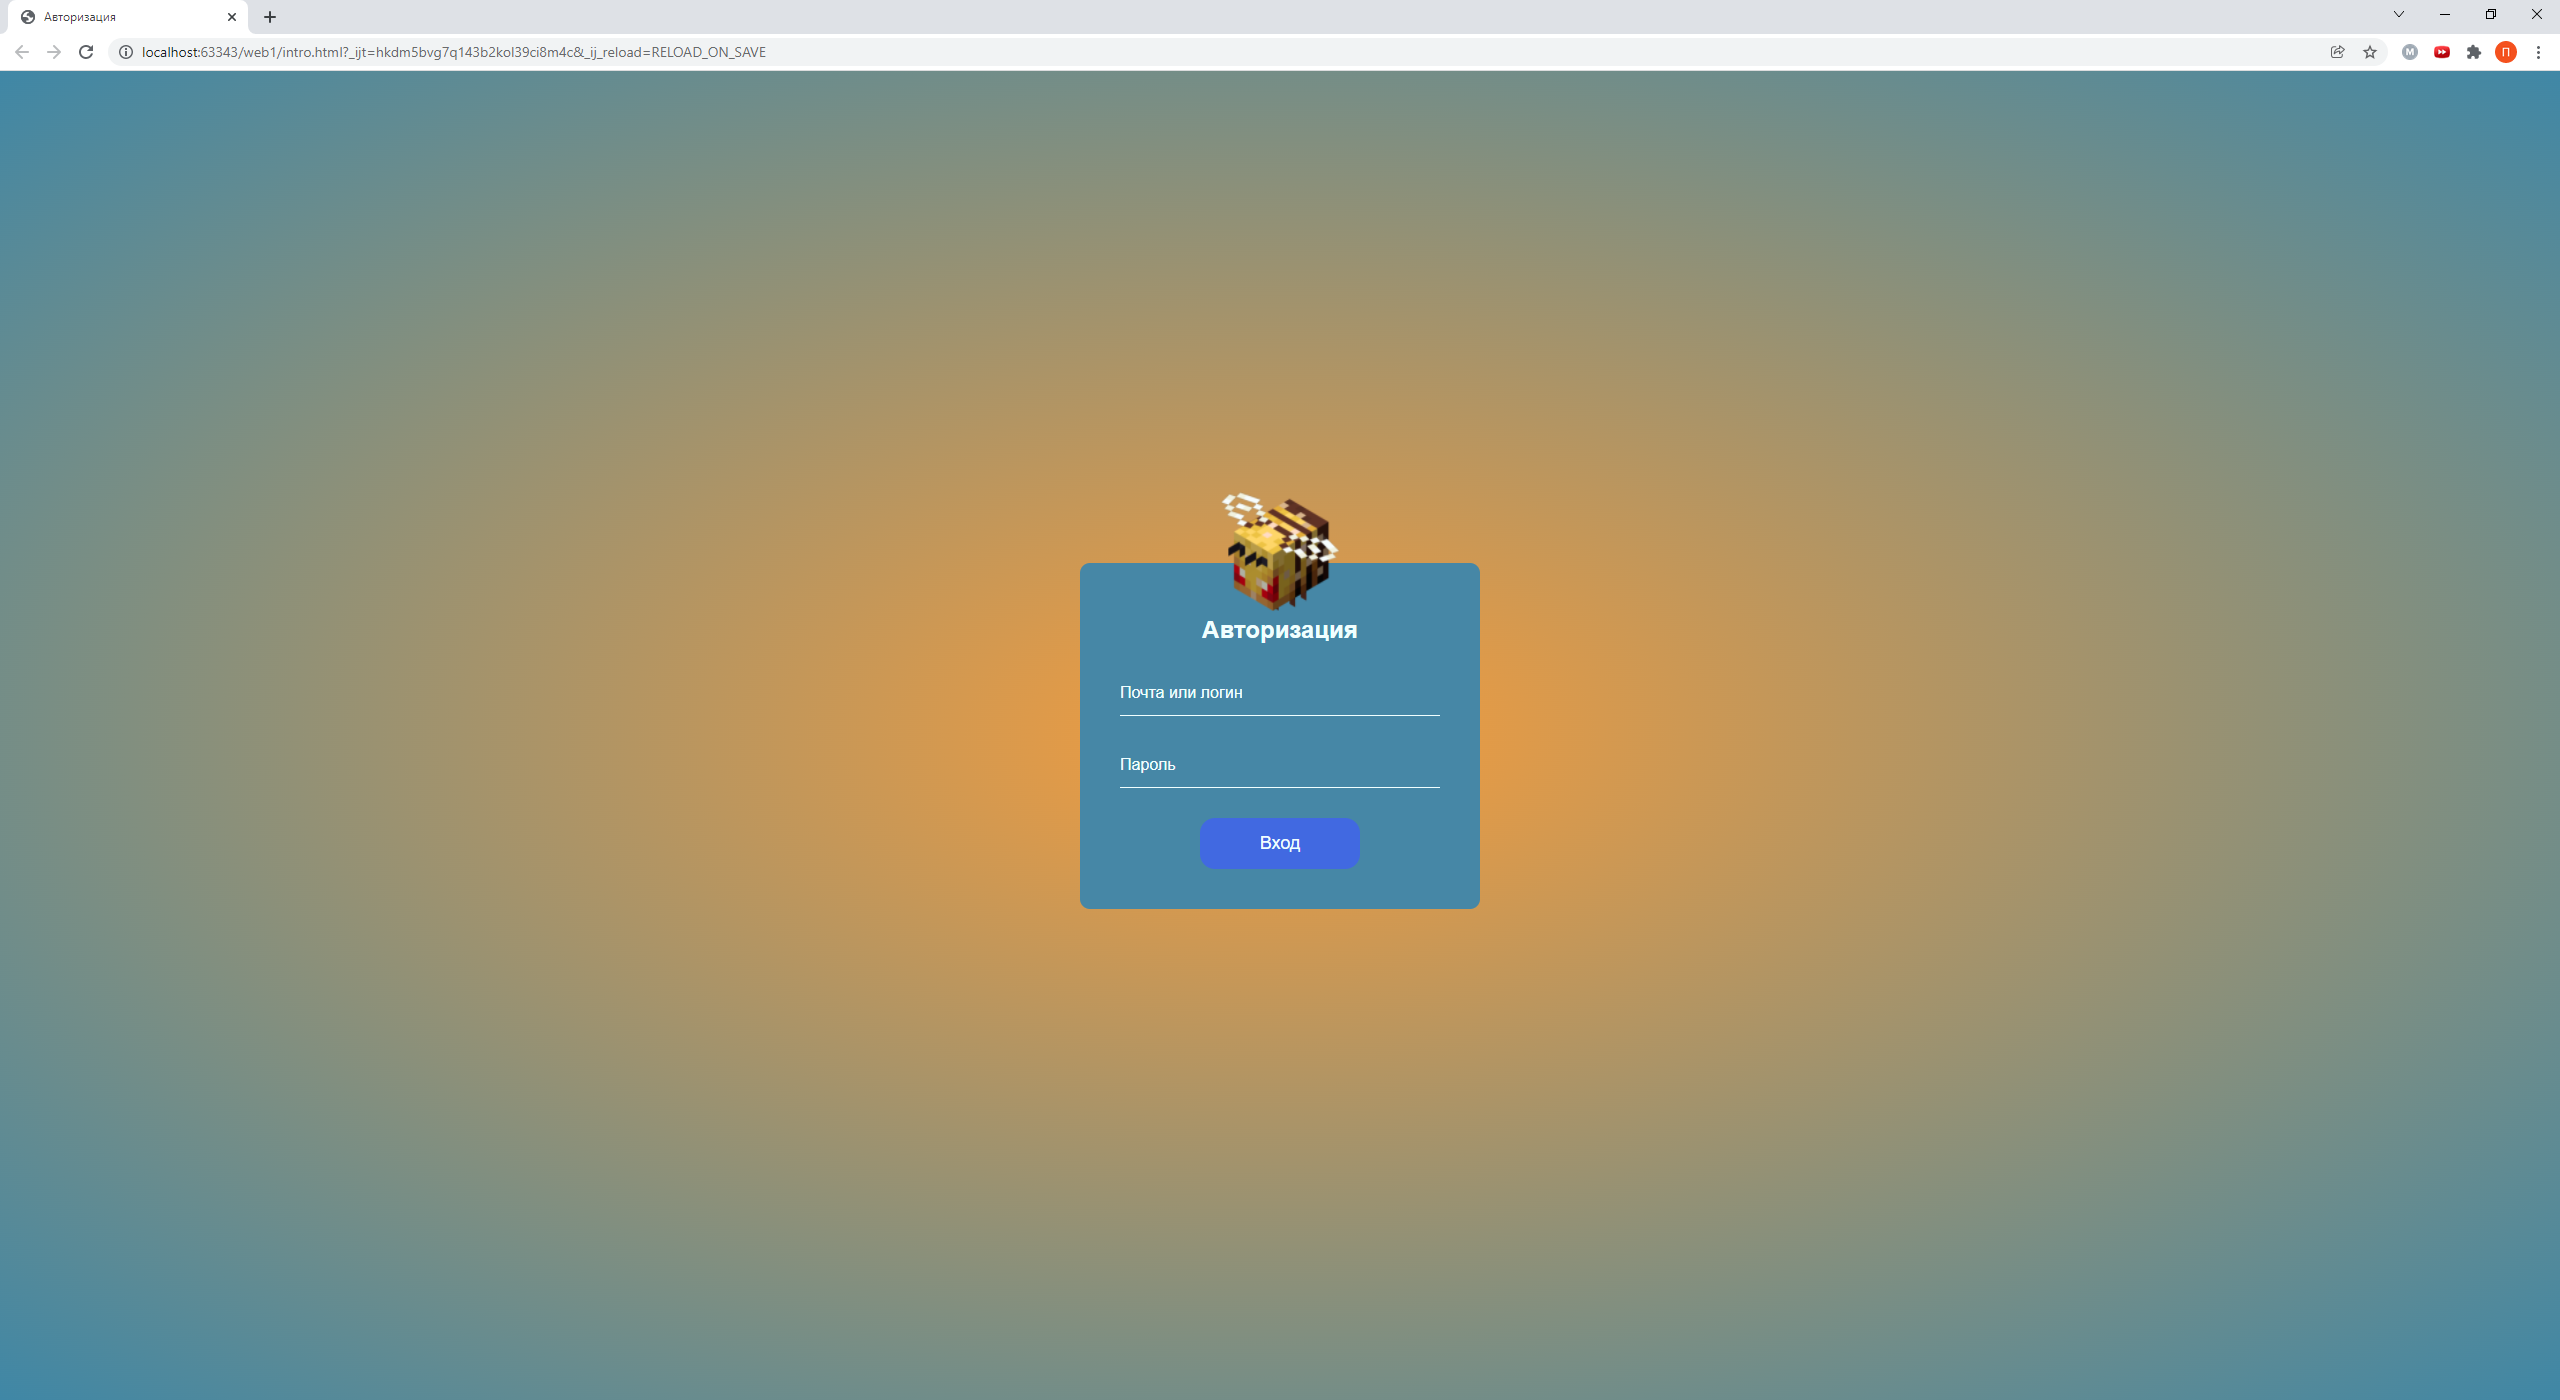 Авторизация
localhost:63343/web1/intro.html?_ijt=hkdm5bvg7q143b2kol39ci8m4c&_ij_reload=RELOAD_ON_SAVE
M
П
Авторизация
Почта или логин
Пароль
Вход